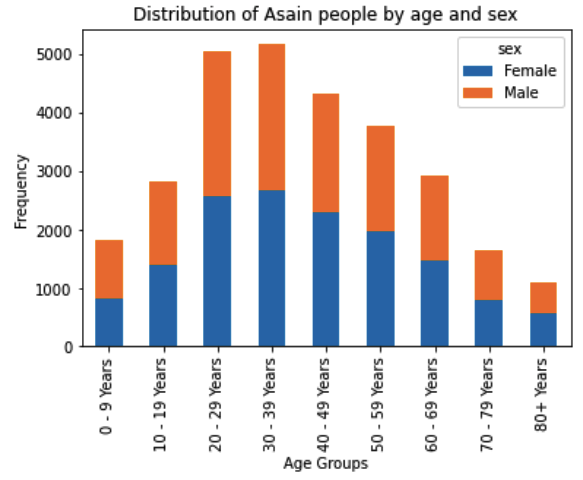 Distribution of Asain people by age and sex
sex
Female
Male
Frequency
5000
4000
3000
2000
1000
0
0 - 9 Years
10 - 19 Years
20 - 29 Years
30 - 39 Years
40 - 49 Years
50 - 59 Years
60 - 69 Years
70 - 79 Years
80+ Years
Age Groups